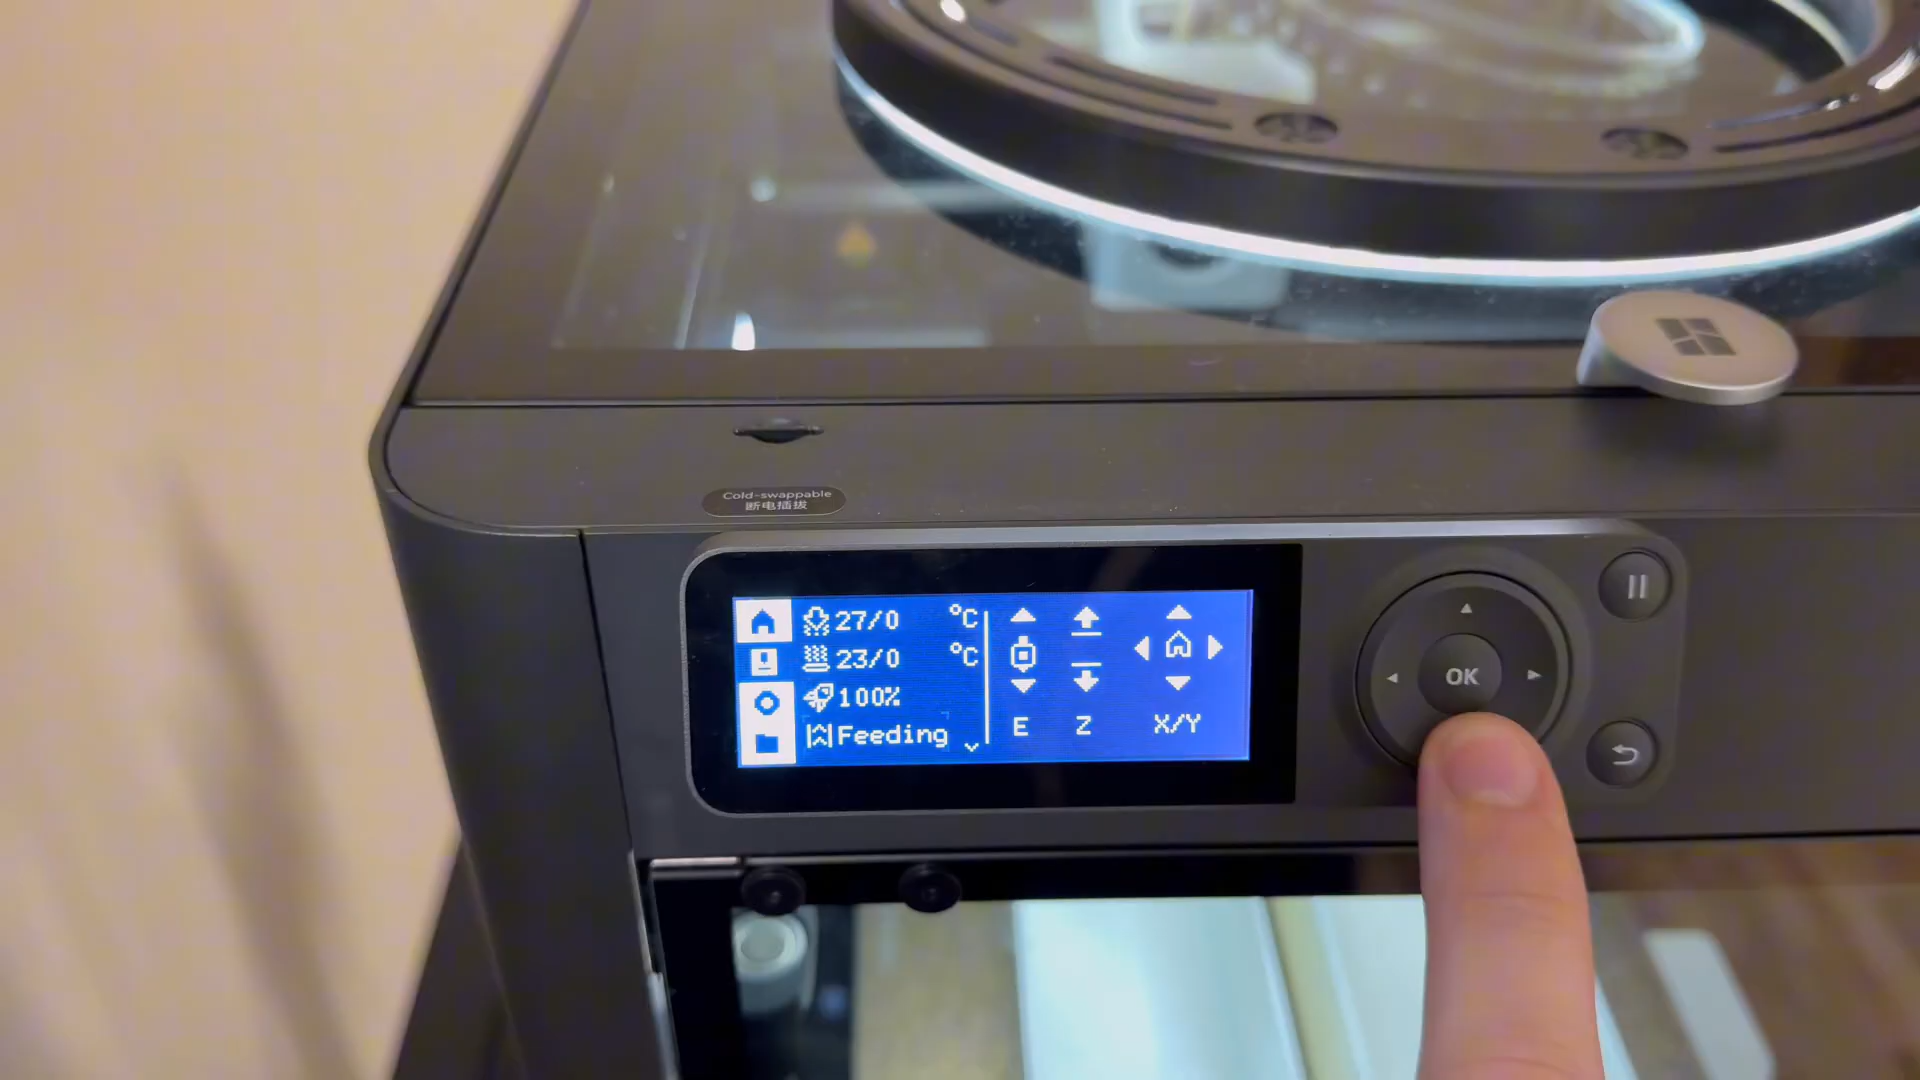 Cold-swappable
断电插拔
27/0 °C
23/0 °C
100%
Feeding
E Z X/Y
OK